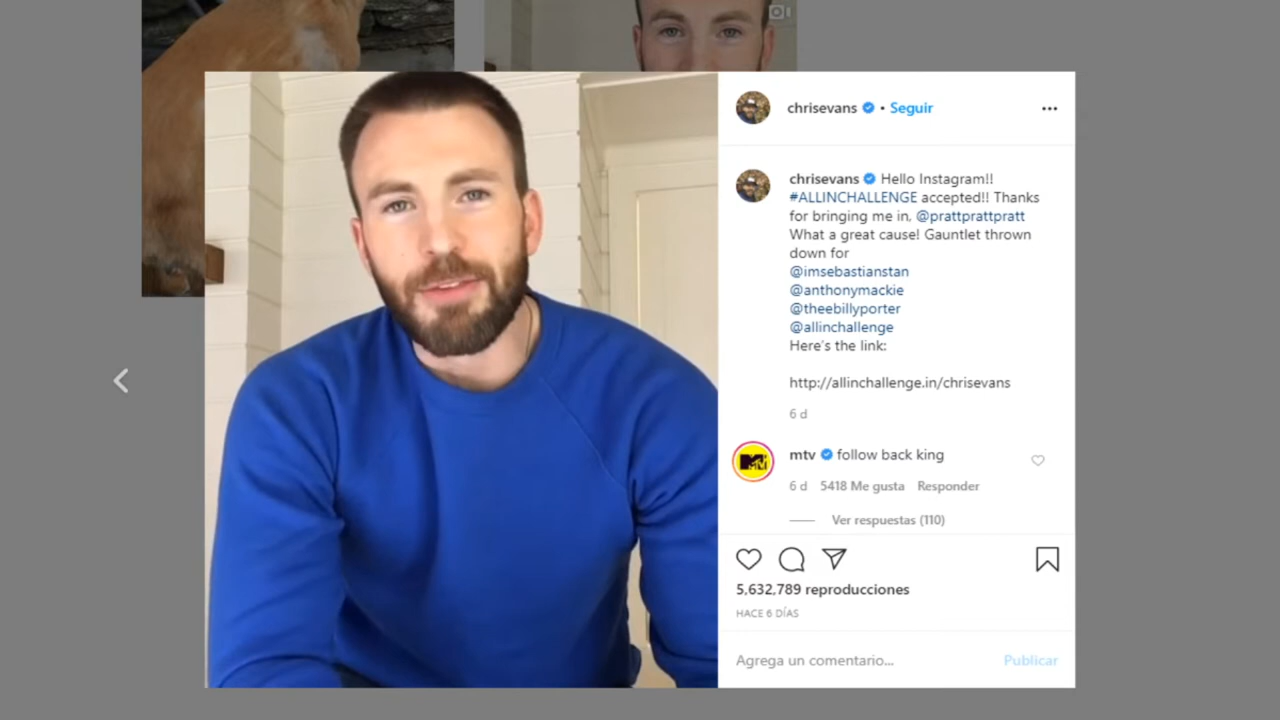 chrisevans • Seguir
chrisevans Hello Instagram!!
#ALLINCHALLENGE accepted!! Thanks
for bringing me in, @prattprattpratt
What a great cause! Gauntlet thrown
down for
@imsebastianstan
@anthonymackie
@theebillyporter
@allinchallenge
Here's the link:
http://allinchallenge.in/chrisevans
6 d
mtv follow back king
6 d 5418 Me gusta Responder
Ver respuestas (110)
5,632,789 reproducciones
HACE 6 DÍAS
Agrega un comentario... Publicar